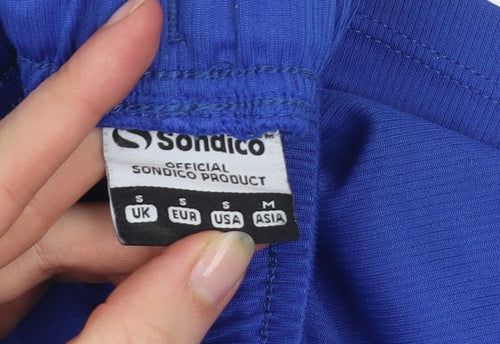 Sondico
OFFICIAL
SONDICO PRODUCT
S S S M
UK EUR USA ASIA